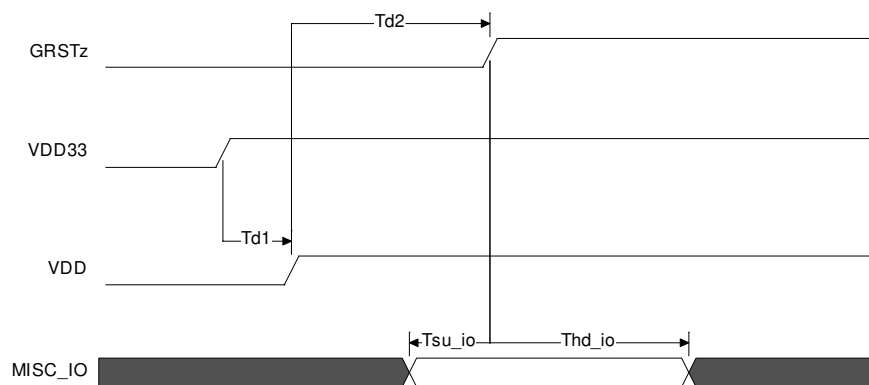 Td2
GRSTz
VDD33
Td1
VDD
Tsu_io Thd_io
MISC_IO